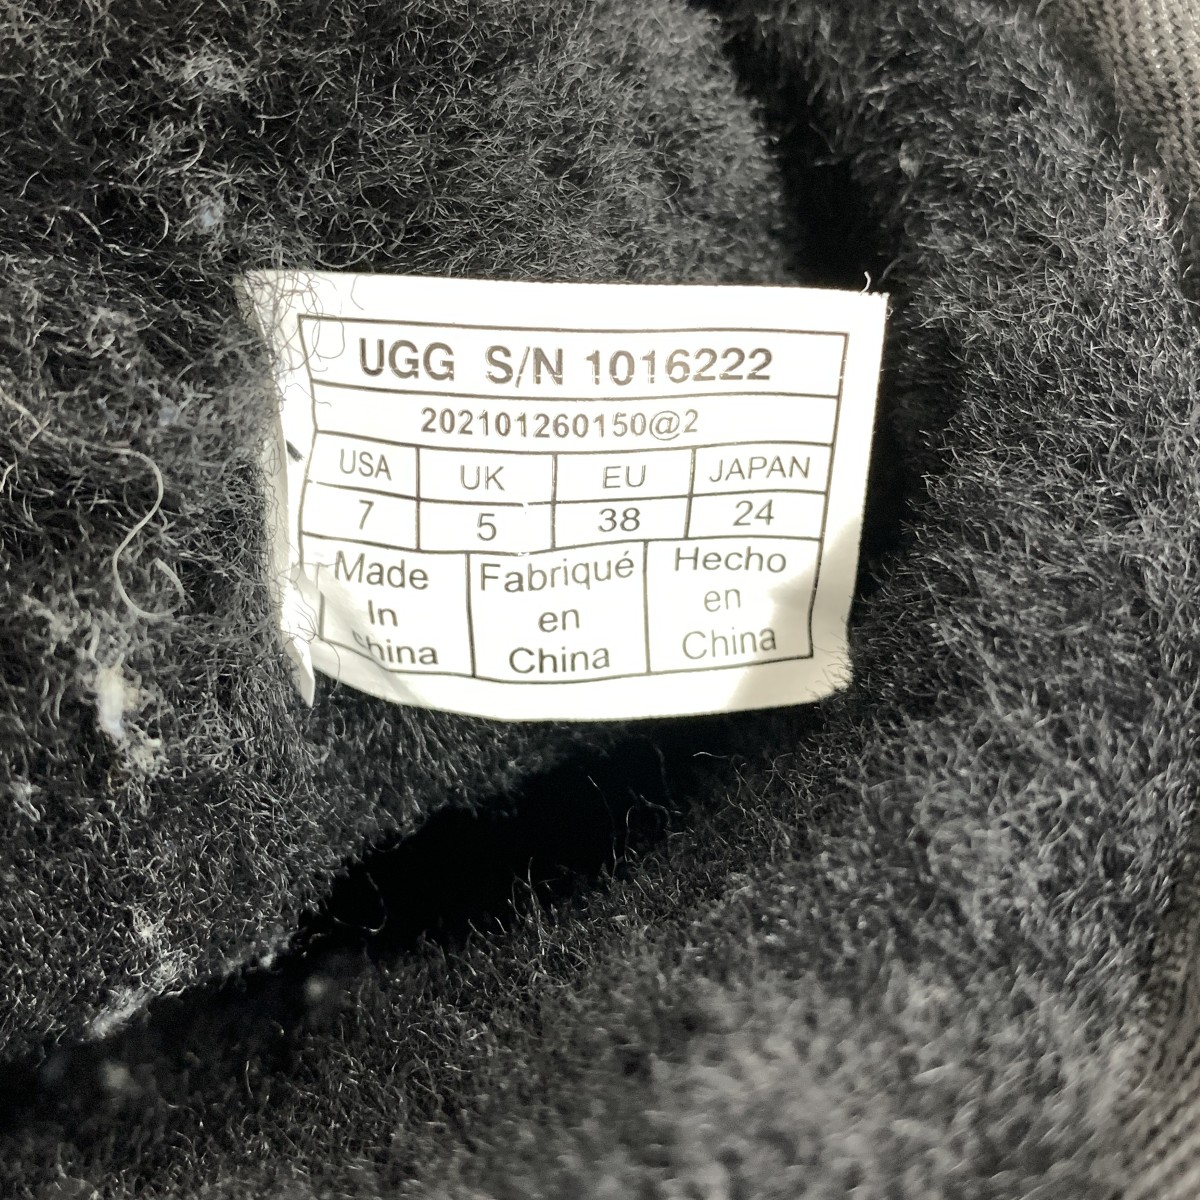 UGG S/N 1016222
202101260150@2
USA UK EU JAPAN
7 5 38 24
Made Fabriqué Hecho
In en en
China China China